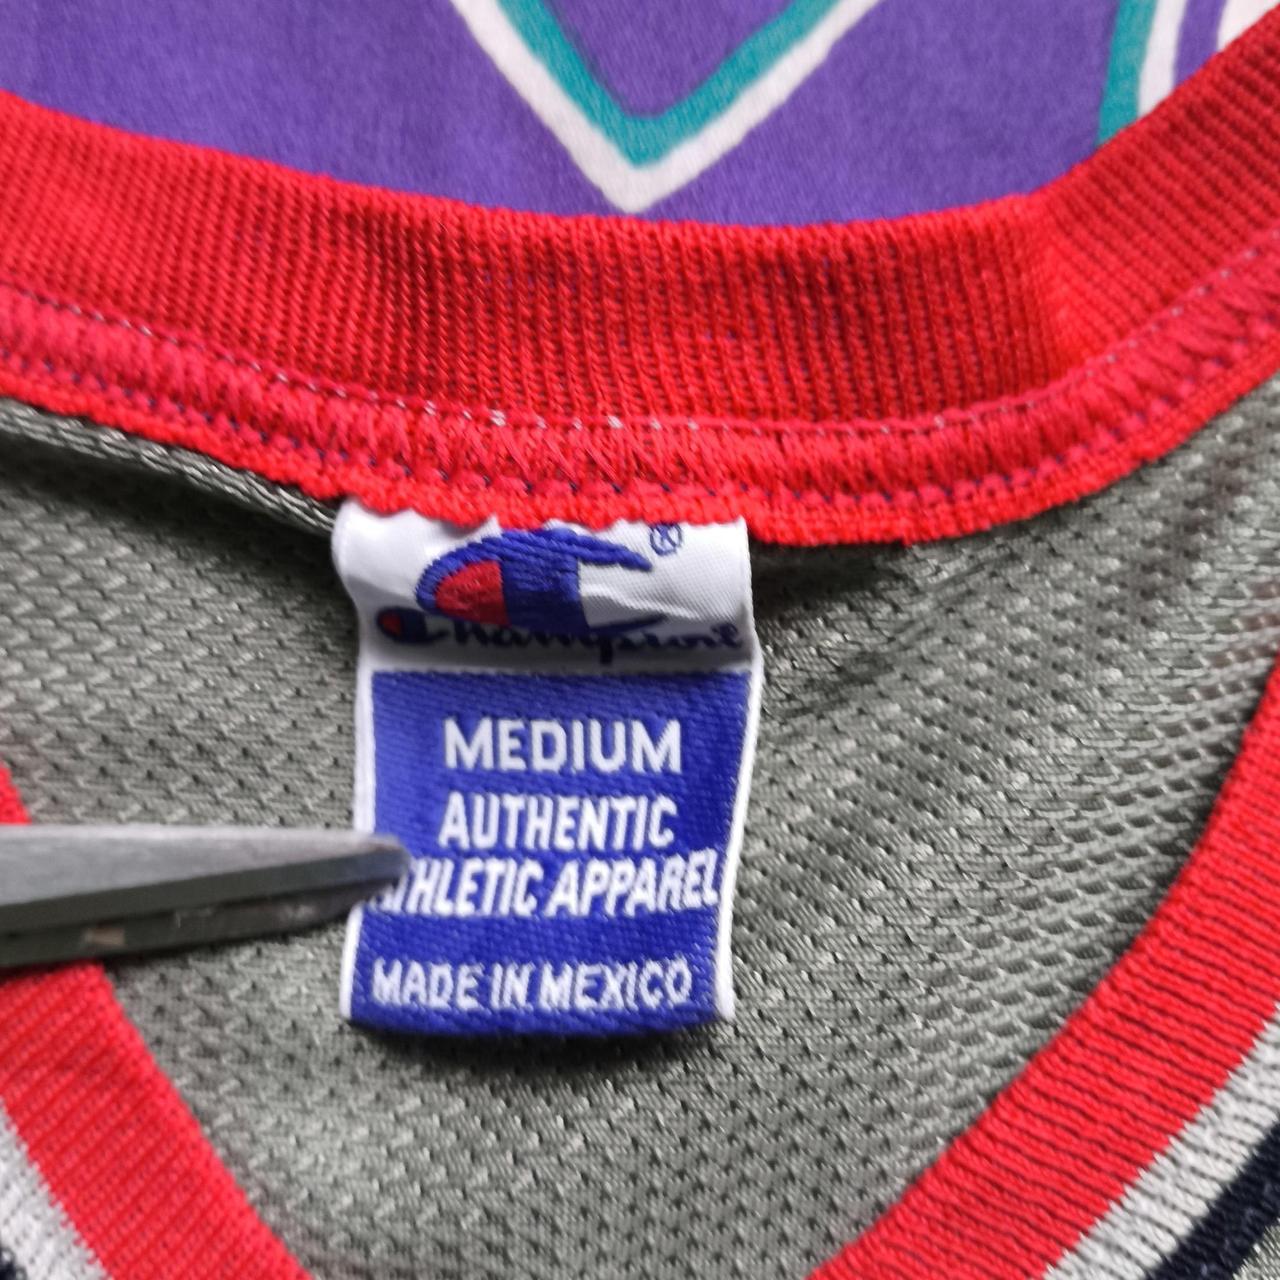 ®
Champion
MEDIUM
AUTHENTIC
ATHLETIC APPAREL
MADE IN MEXICO